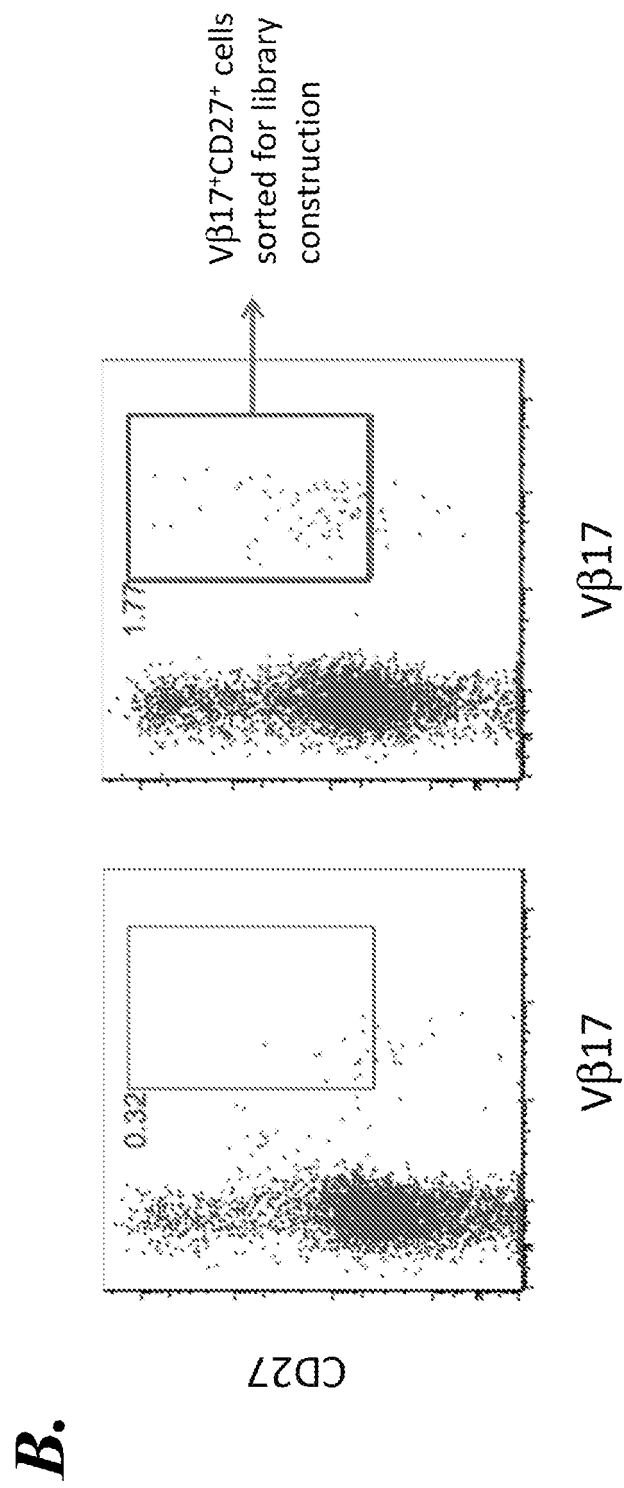 B.
CD27
0.32
1.77
Vβ17
Vβ17
Vβ17⁺CD27⁺ cells
sorted for library
construction